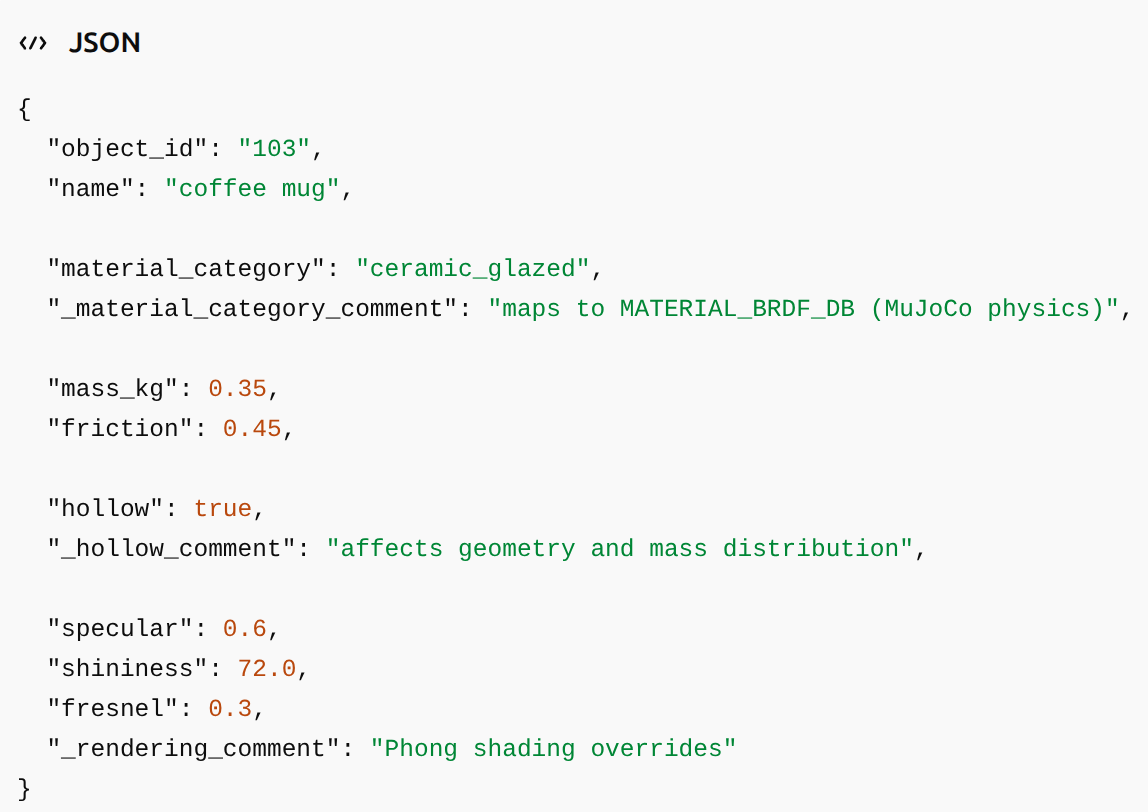 </> JSON
{
  "object_id": "103",
  "name": "coffee mug",
  "material_category": "ceramic_glazed",
  "_material_category_comment": "maps to MATERIAL_BRDF_DB (MuJoCo physics)",
  "mass_kg": 0.35,
  "friction": 0.45,
  "hollow": true,
  "_hollow_comment": "affects geometry and mass distribution",
  "specular": 0.6,
  "shininess": 72.0,
  "fresnel": 0.3,
  "_rendering_comment": "Phong shading overrides"
}